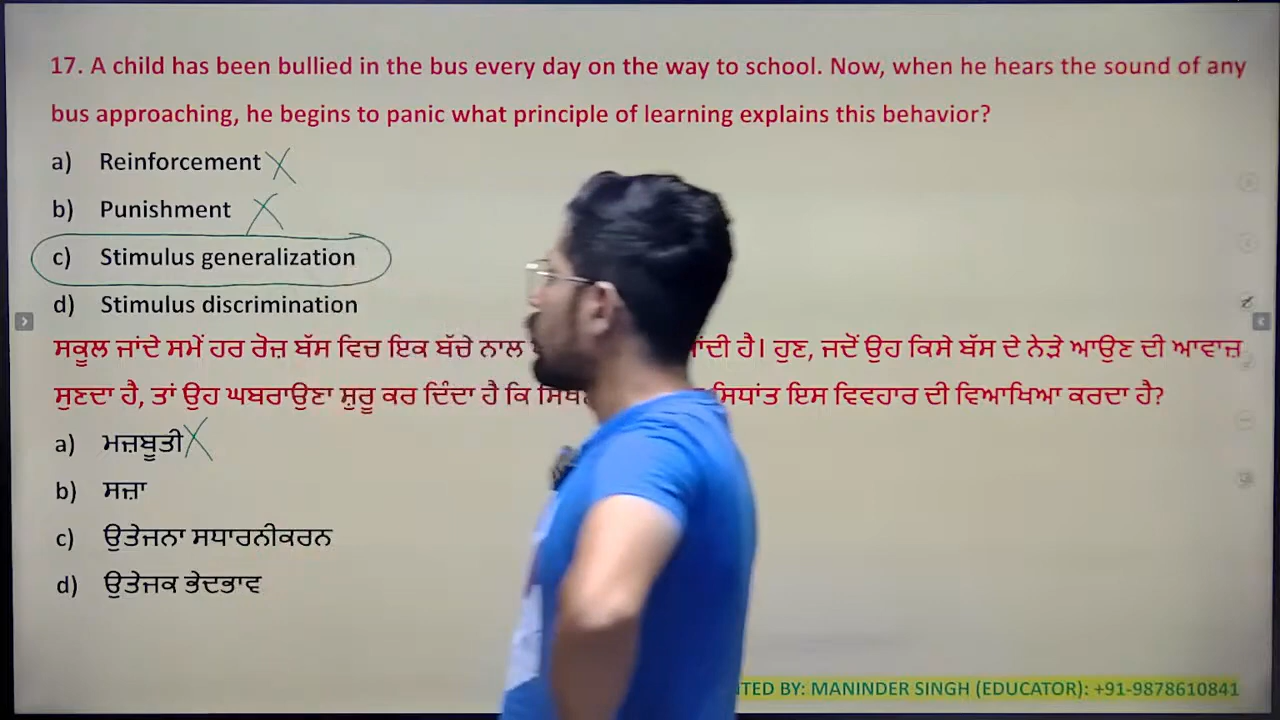 17. A child has been bullied in the bus every day on the way to school. Now, when he hears the sound of any
bus approaching, he begins to panic what principle of learning explains this behavior?
a) Reinforcement
b) Punishment
c) Stimulus generalization
d) Stimulus discrimination
ਸਕੂਲ ਜਾਂਦੇ ਸਮੇਂ ਹਰ ਰੋਜ਼ ਬੱਸ ਵਿਚ ਇਕ ਬੱਚੇ ਨਾਲ ਹੈ। ਹੁਣ, ਜਦੋਂ ਉਹ ਕਿਸੇ ਬੱਸ ਦੇ ਨੇੜੇ ਆਉਣ ਦੀ ਆਵਾਜ਼
ਸੁਣਦਾ ਹੈ, ਤਾਂ ਉਹ ਘਬਰਾਉਣਾ ਸ਼ੁਰੂ ਕਰ ਦਿੰਦਾ ਹੈ ਕਿ ਸਿਧਾਂਤ ਇਸ ਵਿਵਹਾਰ ਦੀ ਵਿਆਖਿਆ ਕਰਦਾ ਹੈ?
a) ਮਜ਼ਬੂਤੀ
b) ਸਜ਼ਾ
c) ਉਤੇਜਨਾ ਸਧਾਰਨੀਕਰਨ
d) ਉਤੇਜਕ ਭੇਦਭਾਵ
BY: MANINDER SINGH (EDUCATOR): +91-9878610841